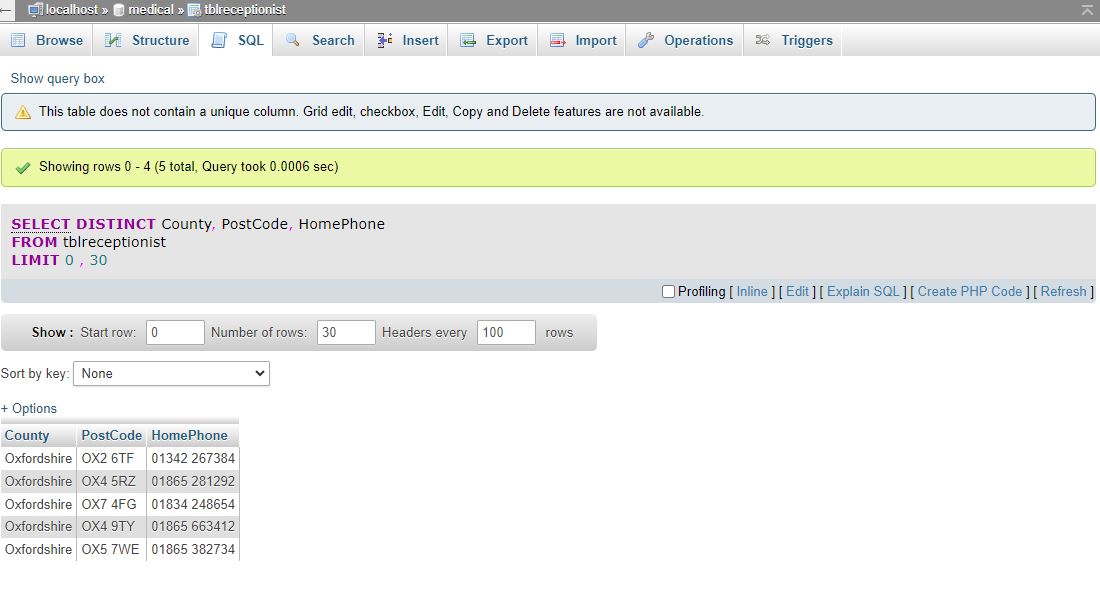 localhost » medical » tblreceptionist
Browse Structure SQL Search Insert Export Import Operations Triggers
Show query box
This table does not contain a unique column. Grid edit, checkbox, Edit, Copy and Delete features are not available.
Showing rows 0 - 4 (5 total, Query took 0.0006 sec)
SELECT DISTINCT County, PostCode, HomePhone
FROM tblreceptionist
LIMIT 0 , 30
Profiling [ Inline ] [ Edit ] [ Explain SQL ] [ Create PHP Code ] [ Refresh ]
Show : Start row: 0 Number of rows: 30 Headers every 100 rows
Sort by key: None
+ Options
County PostCode HomePhone
Oxfordshire OX2 6TF 01342 267384
Oxfordshire OX4 5RZ 01865 281292
Oxfordshire OX7 4FG 01834 248654
Oxfordshire OX4 9TY 01865 663412
Oxfordshire OX5 7WE 01865 382734